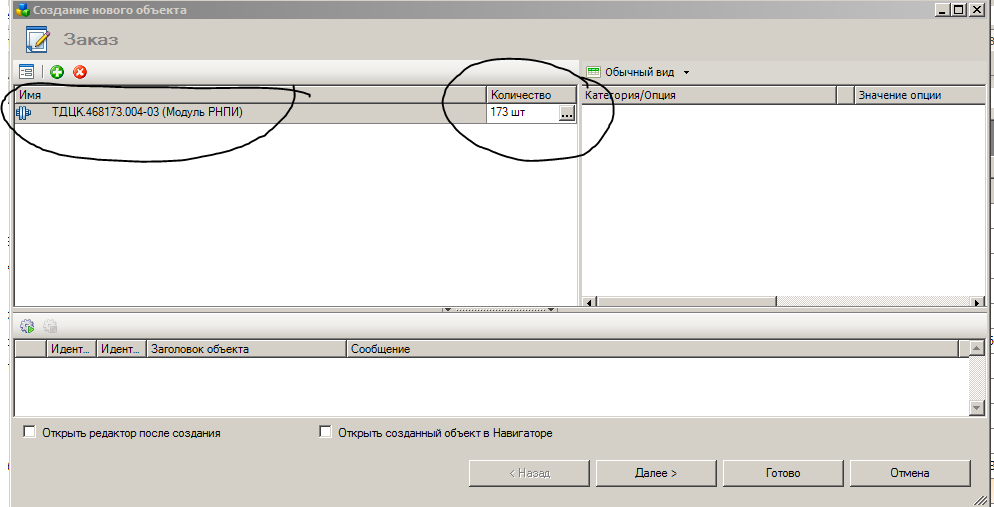 Создание нового объекта
Заказ
Обычный вид
Имя Количество Категория/Опция Значение опции
ТДЦК.468173.004-03 (Модуль РНПИ) 173 шт ...
Идент... Идент... Заголовок объекта Сообщение
Открыть редактор после создания Открыть созданный объект в Навигаторе
< Назад Далее > Готово Отмена